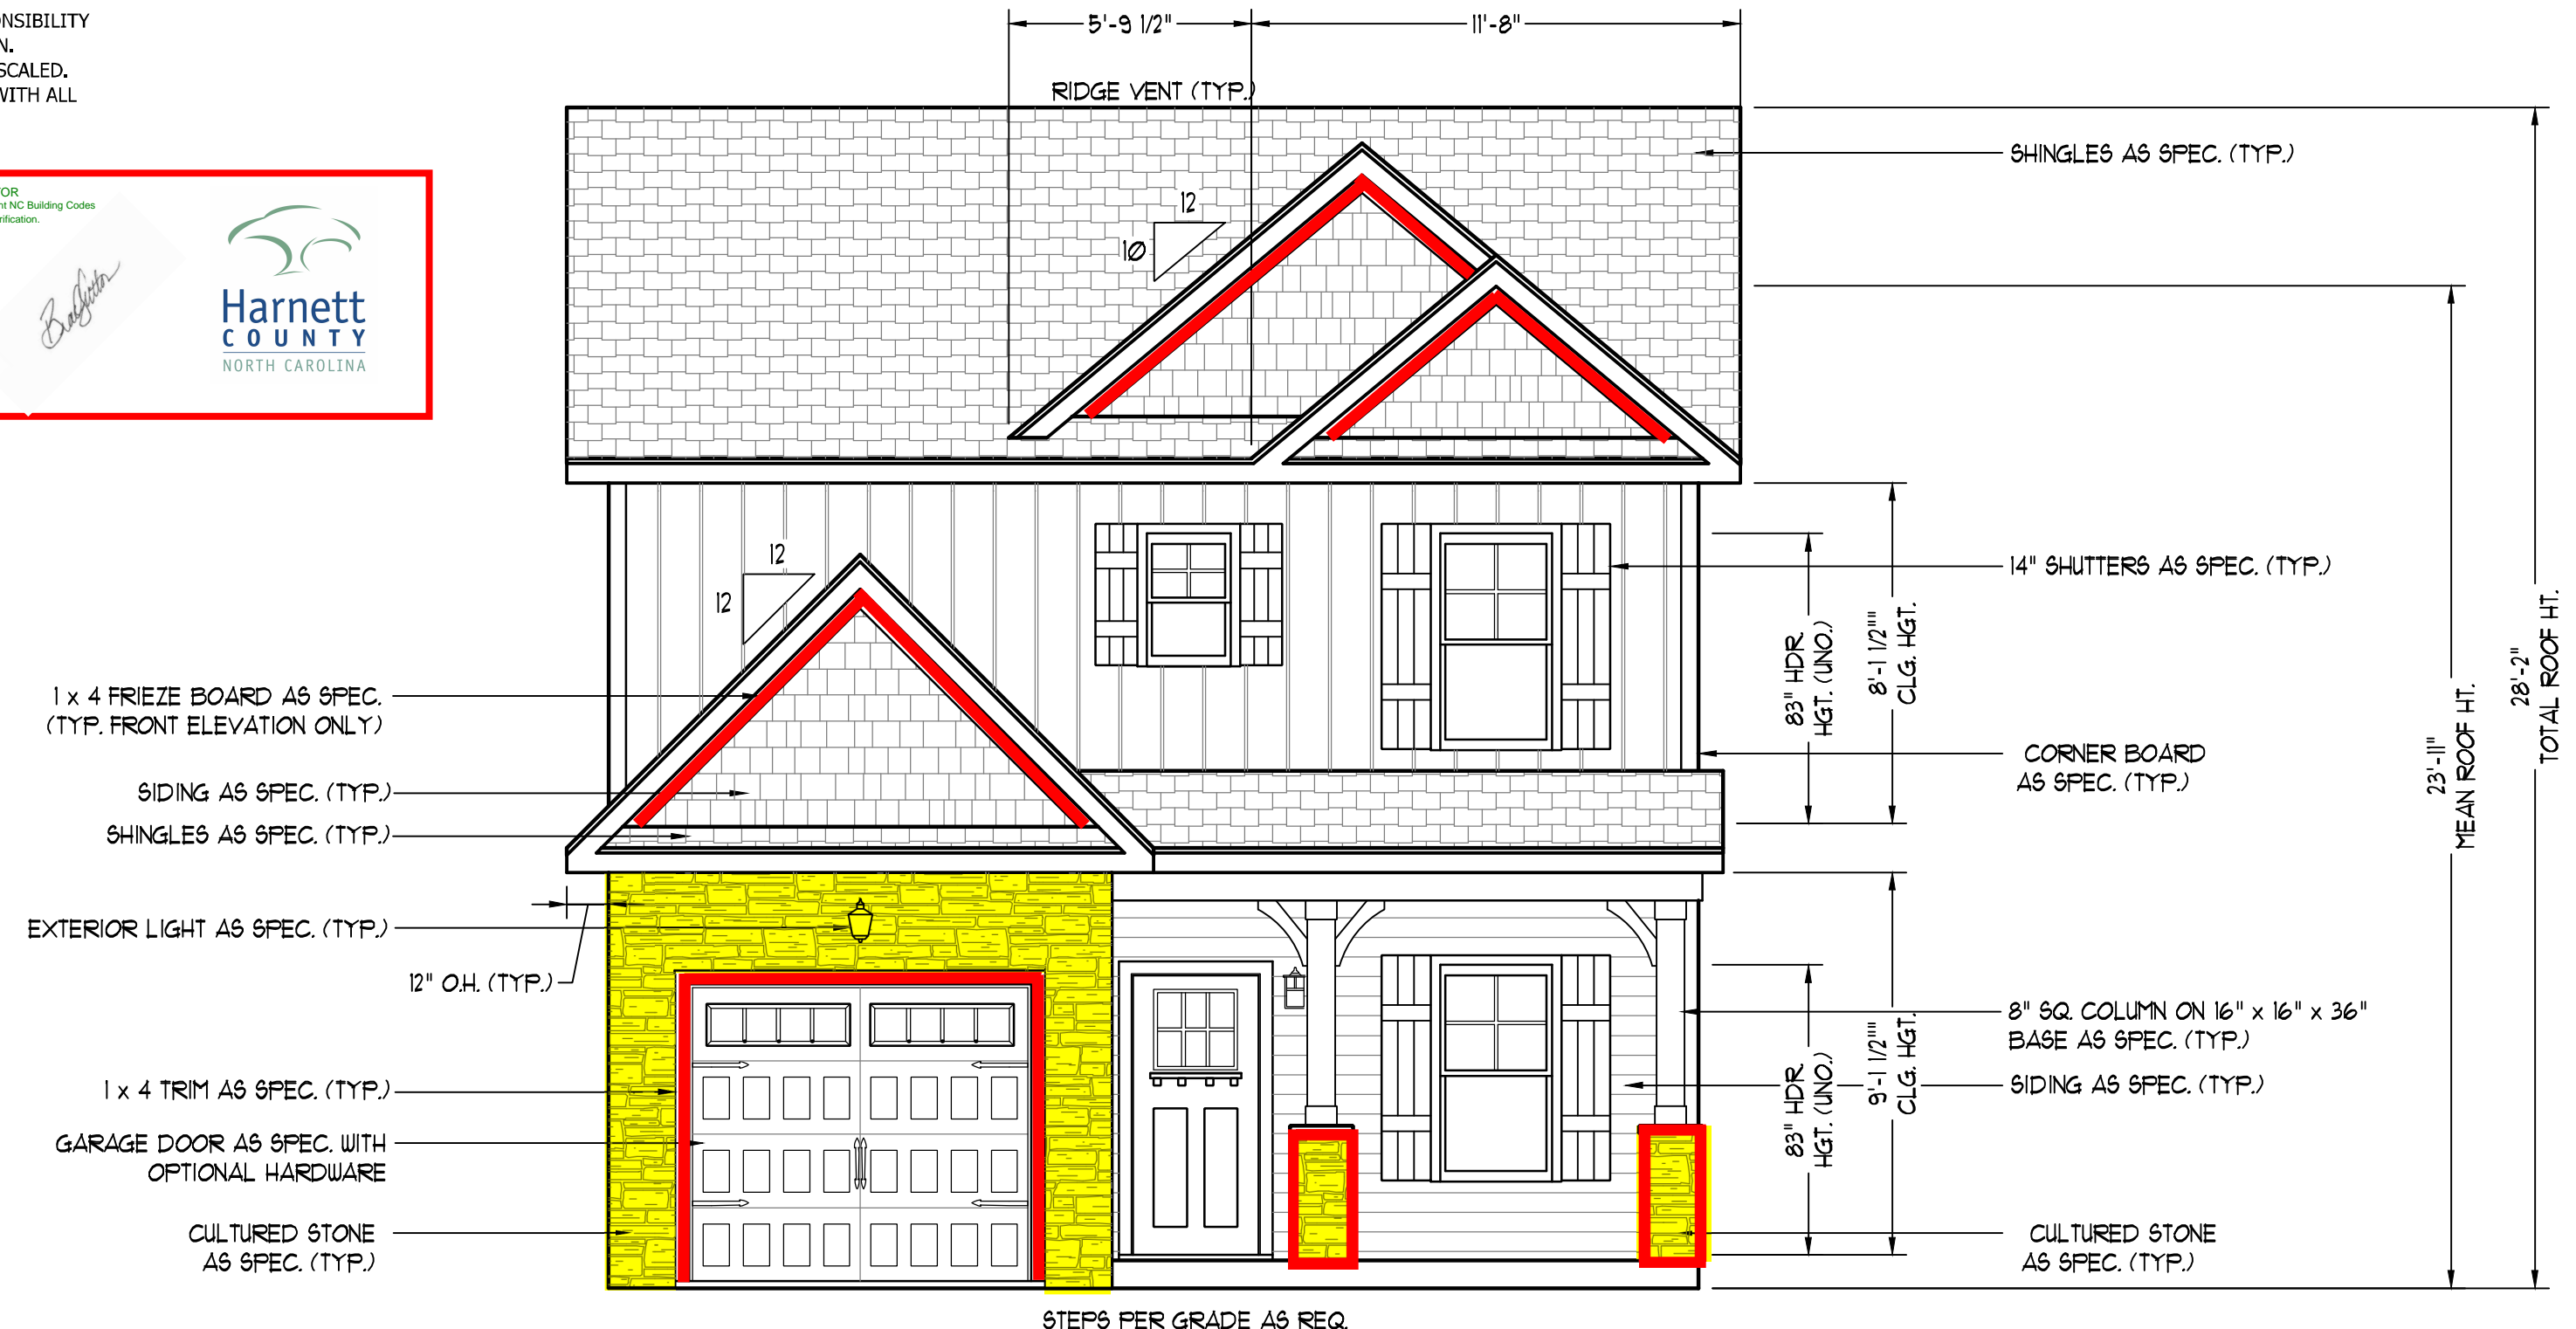 NSIBILITY
N.
SCALED.
WITH ALL
OR
nt NC Building Codes
rification.
Harnett
COUNTY
NORTH CAROLINA
5'-9 1/2"
11'-8"
RIDGE VENT (TYP.)
SHINGLES AS SPEC. (TYP.)
12
10
12
12
14" SHUTTERS AS SPEC. (TYP.)
83" HDR.
HGT. (UNO.)
8'-1 1/2""
CLG. HGT.
23'-11"
MEAN ROOF HT.
28'-2"
TOTAL ROOF HT.
1 x 4 FRIEZE BOARD AS SPEC.
(TYP. FRONT ELEVATION ONLY)
CORNER BOARD
AS SPEC. (TYP.)
SIDING AS SPEC. (TYP.)
SHINGLES AS SPEC. (TYP.)
EXTERIOR LIGHT AS SPEC. (TYP.)
12" O.H. (TYP.)
8" SQ. COLUMN ON 16" x 16" x 36"
BASE AS SPEC. (TYP.)
83" HDR.
HGT. (UNO.)
9'-1 1/2""
CLG. HGT.
SIDING AS SPEC. (TYP.)
1 x 4 TRIM AS SPEC. (TYP.)
GARAGE DOOR AS SPEC. WITH
OPTIONAL HARDWARE
CULTURED STONE
AS SPEC. (TYP.)
CULTURED STONE
AS SPEC. (TYP.)
STEPS PER GRADE AS REQ.